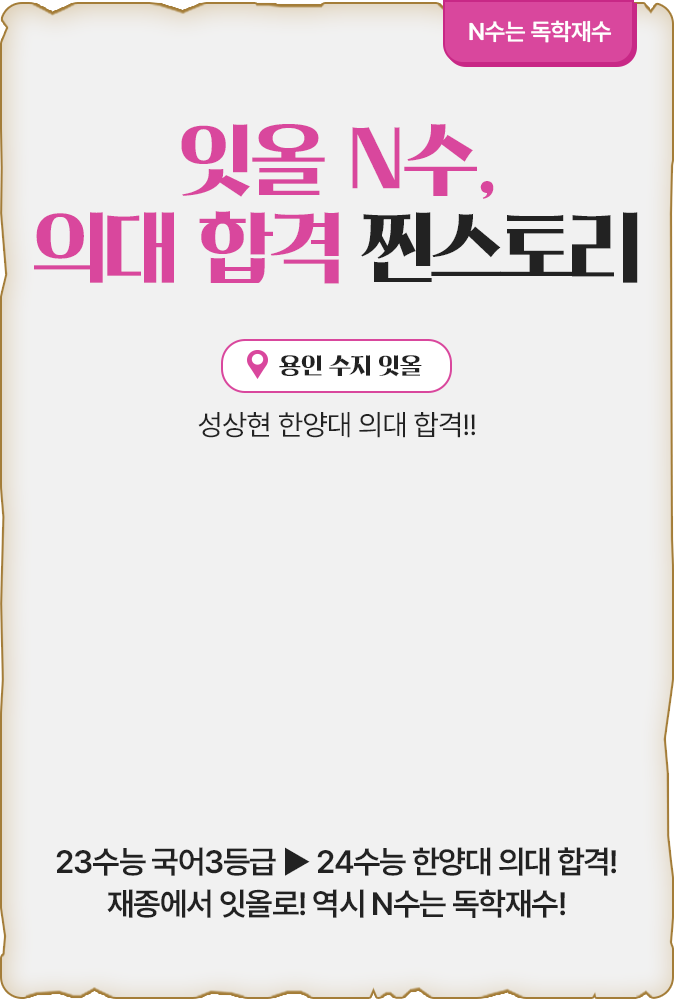 N수는 독학재수
잇올 N수,
의대 합격 찐스토리
용인 수지 잇올
성상현 한양대 의대 합격!!
23수능 국어3등급 ▶ 24수능 한양대 의대 합격!
재종에서 잇올로! 역시 N수는 독학재수!